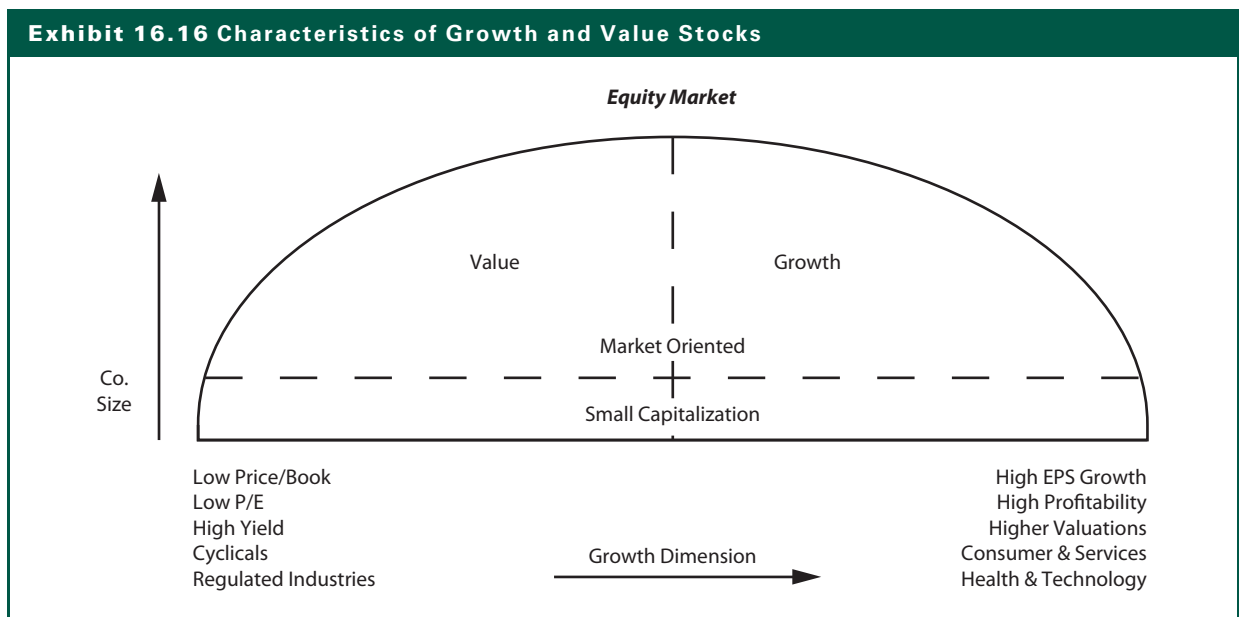 Exhibit 16.16 Characteristics of Growth and Value Stocks
Equity Market
Value
Growth
Market Oriented
Co.
Size
Small Capitalization
Low Price/Book
Low P/E
High Yield
Cyclicals
Regulated Industries
Growth Dimension
High EPS Growth
High Profitability
Higher Valuations
Consumer & Services
Health & Technology